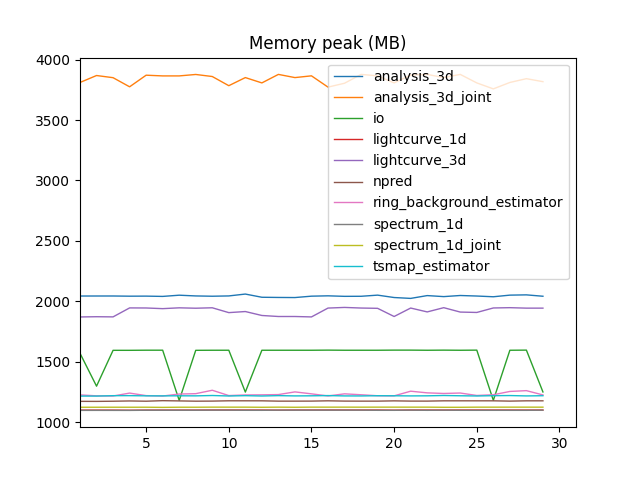 Memory peak (MB)
4000
3500
3000
2500
2000
1500
1000
analysis_3d
analysis_3d_joint
io
lightcurve_1d
lightcurve_3d
npred
ring_background_estimator
spectrum_1d
spectrum_1d_joint
tsmap_estimator
5
10
15
20
25
30